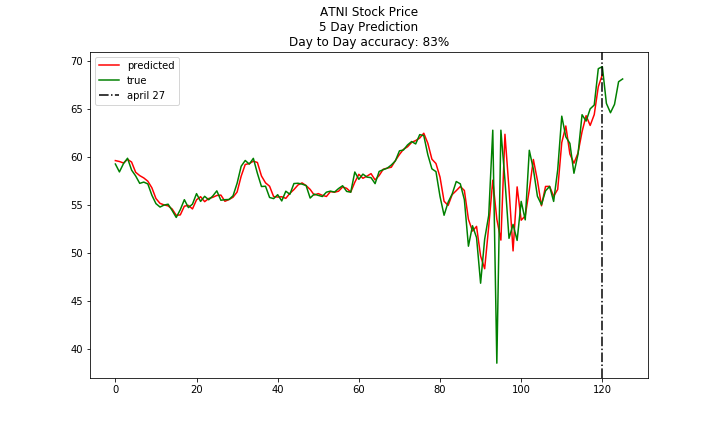 ATNI Stock Price
5 Day Prediction
Day to Day accuracy: 83%
predicted
true
april 27
70
65
60
55
50
45
40
0 20 40 60 80 100 120